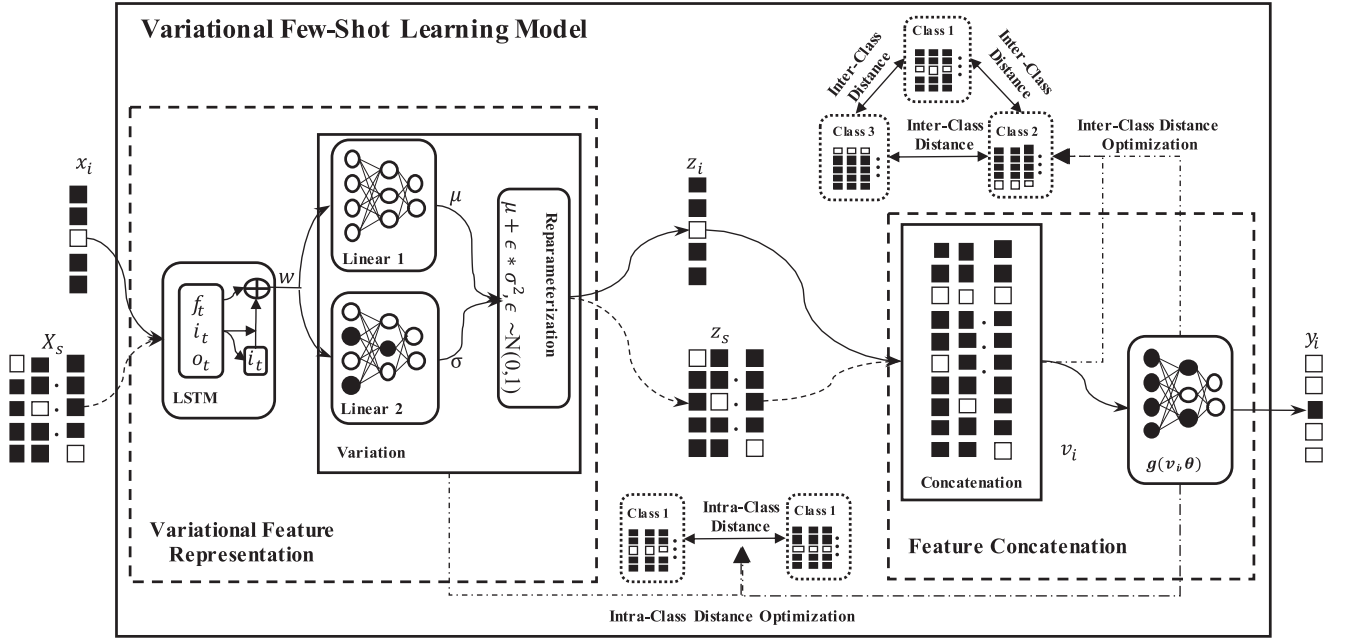 Variational Few-Shot Learning Model
Class 1
Inter-Class
Distance
Inter-Class
Distance
Class 3
Inter-Class
Distance
Class 2
Inter-Class Distance
Optimization
x_i
X_s
f_t
i_t
o_t
i_t
LSTM
w
Linear 1
μ
Linear 2
σ
Variation
μ + ϵ * σ², ϵ ~N(0,1)
Reparameterization
z_i
z_s
Concatenation
v_i
g(v_i, θ)
y_i
Variational Feature
Representation
Class 1
Intra-Class
Distance
Class 1
Feature Concatenation
Intra-Class Distance Optimization